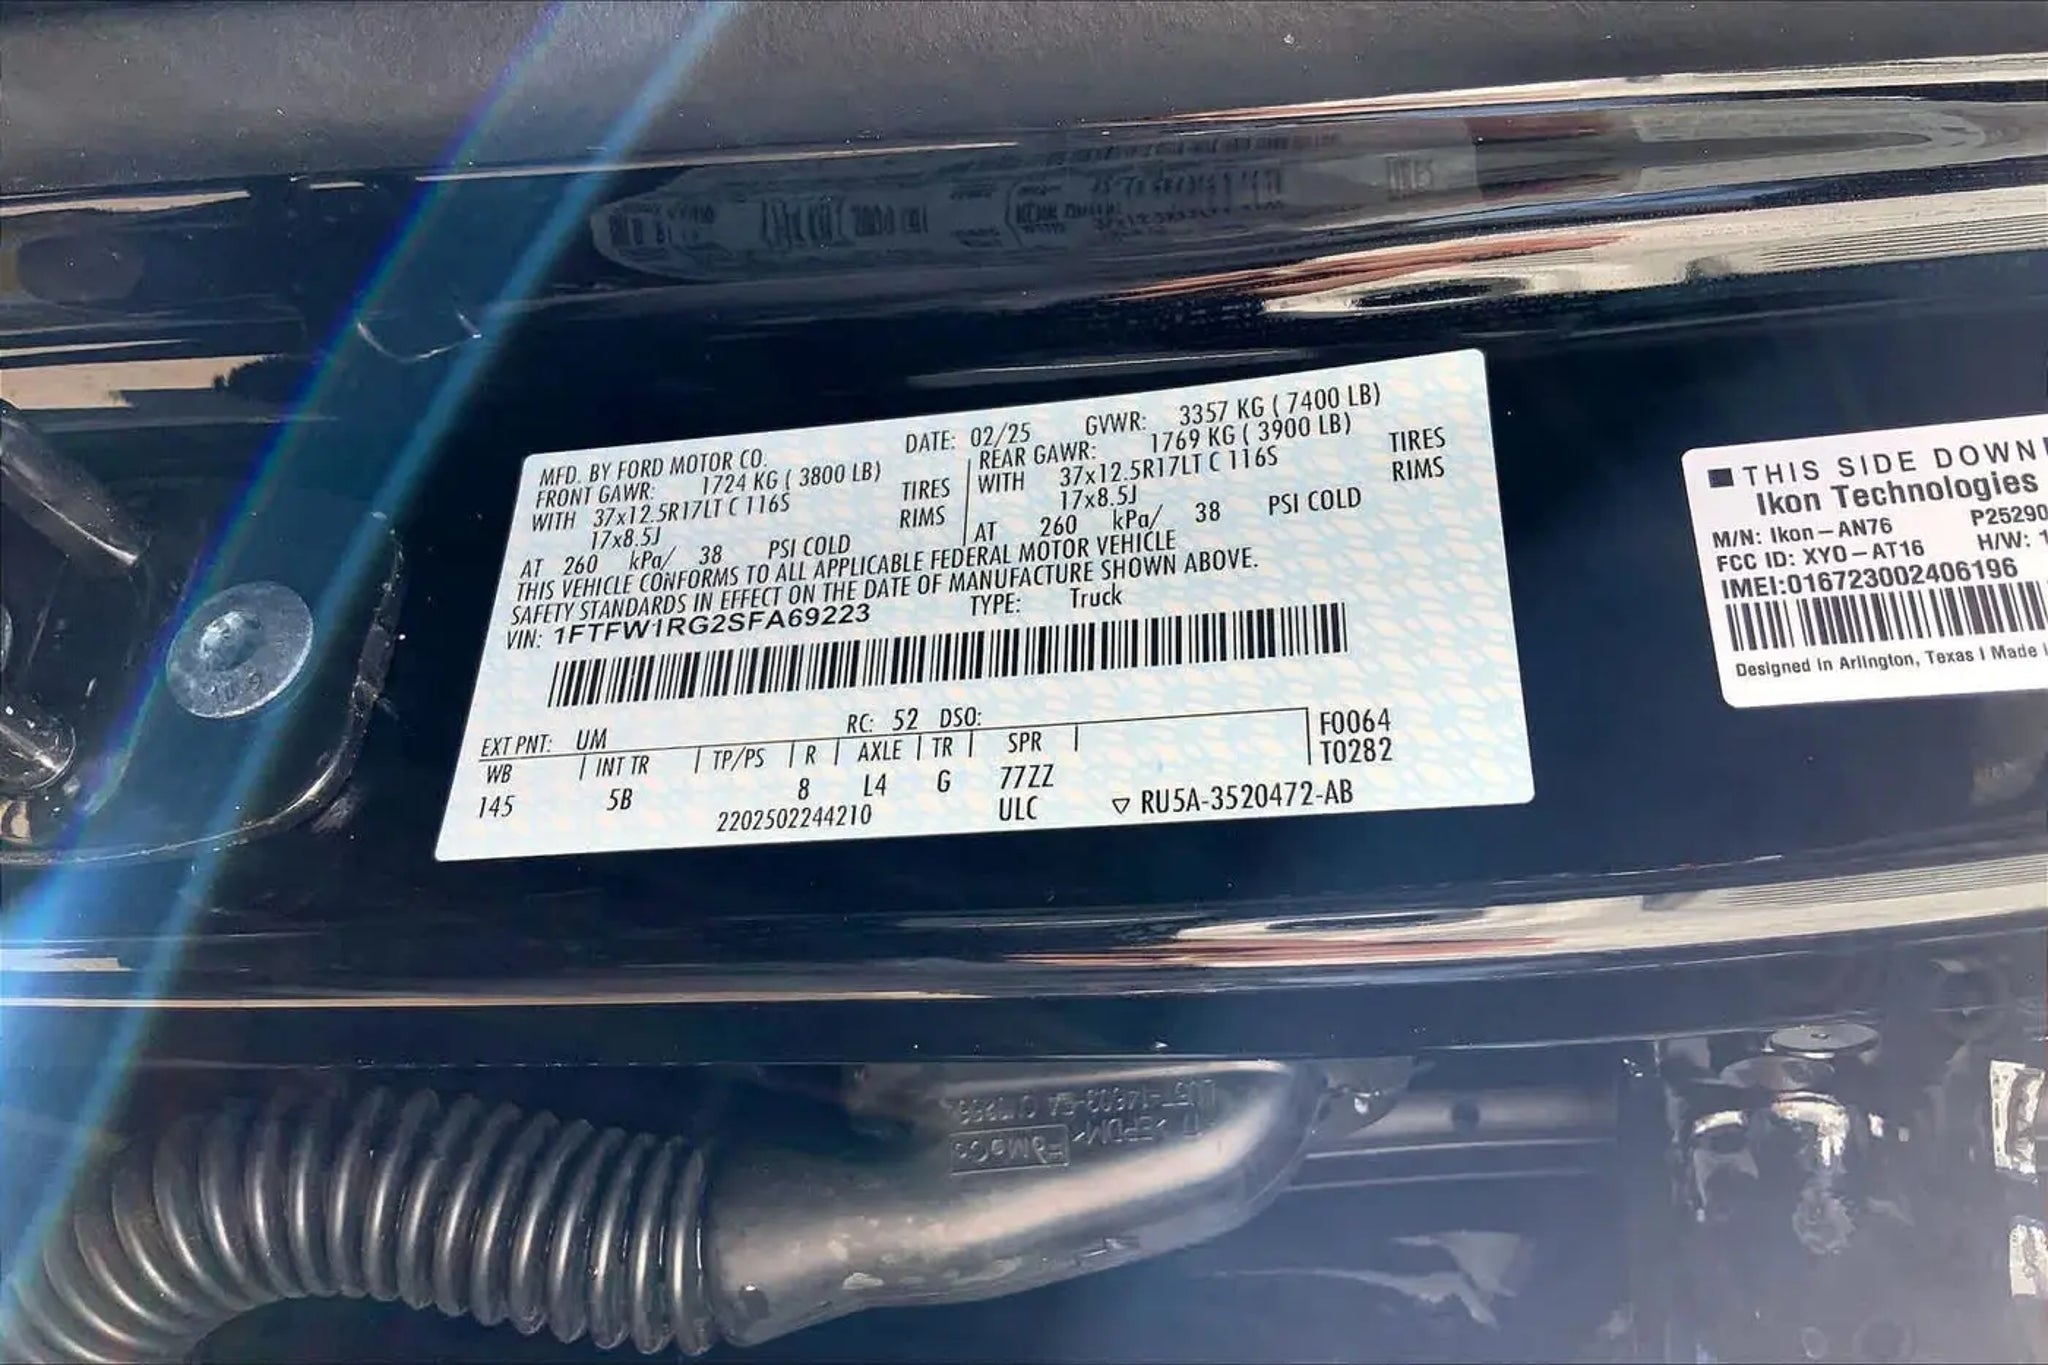 MFD. BY FORD MOTOR CO. DATE: 02/25 GVWR: 3357 KG ( 7400 LB)
FRONT GAWR: 1724 KG ( 3800 LB)
WITH 37x12.5R17LT C 116S TIRES
17x8.5J RIMS
AT 260 kPa/ 38 PSI COLD
REAR GAWR: 1769 KG ( 3900 LB)
WITH 37x12.5R17LT C 116S TIRES
17x8.5J RIMS
AT 260 kPa/ 38 PSI COLD
THIS VEHICLE CONFORMS TO ALL APPLICABLE FEDERAL MOTOR VEHICLE
SAFETY STANDARDS IN EFFECT ON THE DATE OF MANUFACTURE SHOWN ABOVE.
VIN: 1FTFW1RG2SFA69223 TYPE: Truck
EXT PNT: UM RC: 52 DSO:
WB INT TR TP/PS R AXLE TR SPR F0064
145 5B 8 L4 G 77ZZ T0282
2202502244210 ULC ▽ RU5A-3520472-AB
■ THIS SIDE DOWN
Ikon Technologies
M/N: Ikon-AN76 P25290
FCC ID: XYO-AT16 H/W: 1
IMEI:016723002406196
Designed in Arlington, Texas | Made
FoMoCo